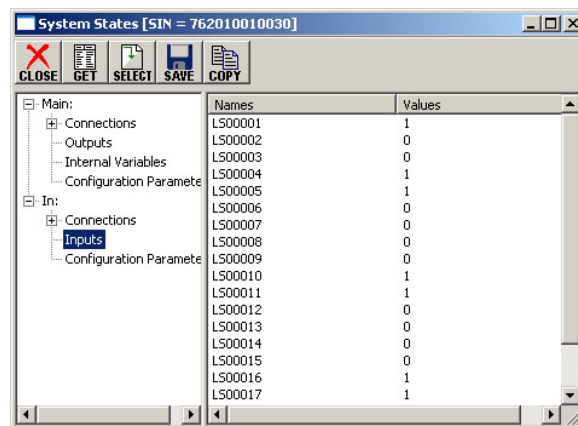 System States [SIN = 762010010030]
CLOSE GET SELECT SAVE COPY
Main:
Connections
Outputs
Internal Variables
Configuration Paramete
In:
Connections
Inputs
Configuration Paramete
Names Values
LS00001 1
LS00002 0
LS00003 0
LS00004 1
LS00005 1
LS00006 0
LS00007 0
LS00008 0
LS00009 0
LS00010 1
LS00011 1
LS00012 0
LS00013 0
LS00014 0
LS00015 0
LS00016 1
LS00017 1